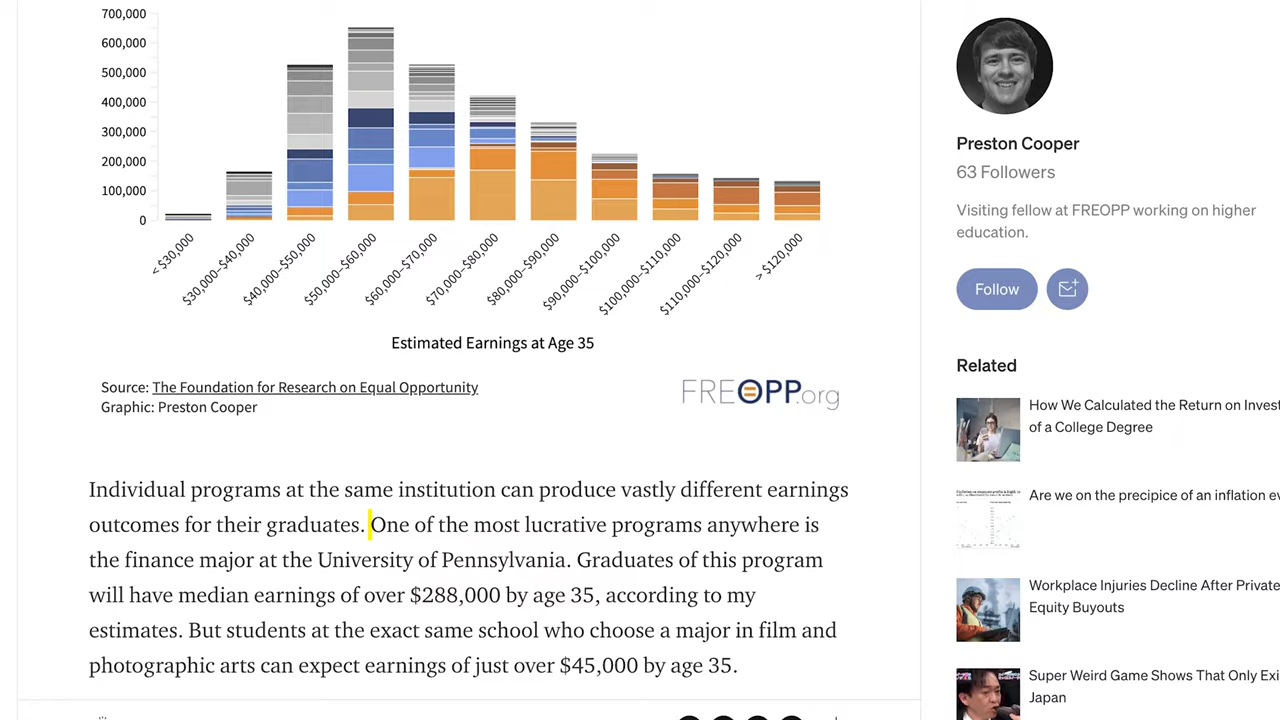 700,000
600,000
500,000
400,000
300,000
200,000
100,000
0
< $30,000
$30,000–$40,000
$40,000–$50,000
$50,000–$60,000
$60,000–$70,000
$70,000–$80,000
$80,000–$90,000
$90,000–$100,000
$100,000–$110,000
$110,000–$120,000
> $120,000
Estimated Earnings at Age 35
Source: The Foundation for Research on Equal Opportunity
Graphic: Preston Cooper
FREOPP.org
Individual programs at the same institution can produce vastly different earnings
outcomes for their graduates. One of the most lucrative programs anywhere is
the finance major at the University of Pennsylvania. Graduates of this program
will have median earnings of over $288,000 by age 35, according to my
estimates. But students at the exact same school who choose a major in film and
photographic arts can expect earnings of just over $45,000 by age 35.
Preston Cooper
63 Followers
Visiting fellow at FREOPP working on higher
education.
Follow
Related
How We Calculated the Return on Invest
of a College Degree
Are we on the precipice of an inflation ev
Workplace Injuries Decline After Private
Equity Buyouts
Super Weird Game Shows That Only Exi
Japan